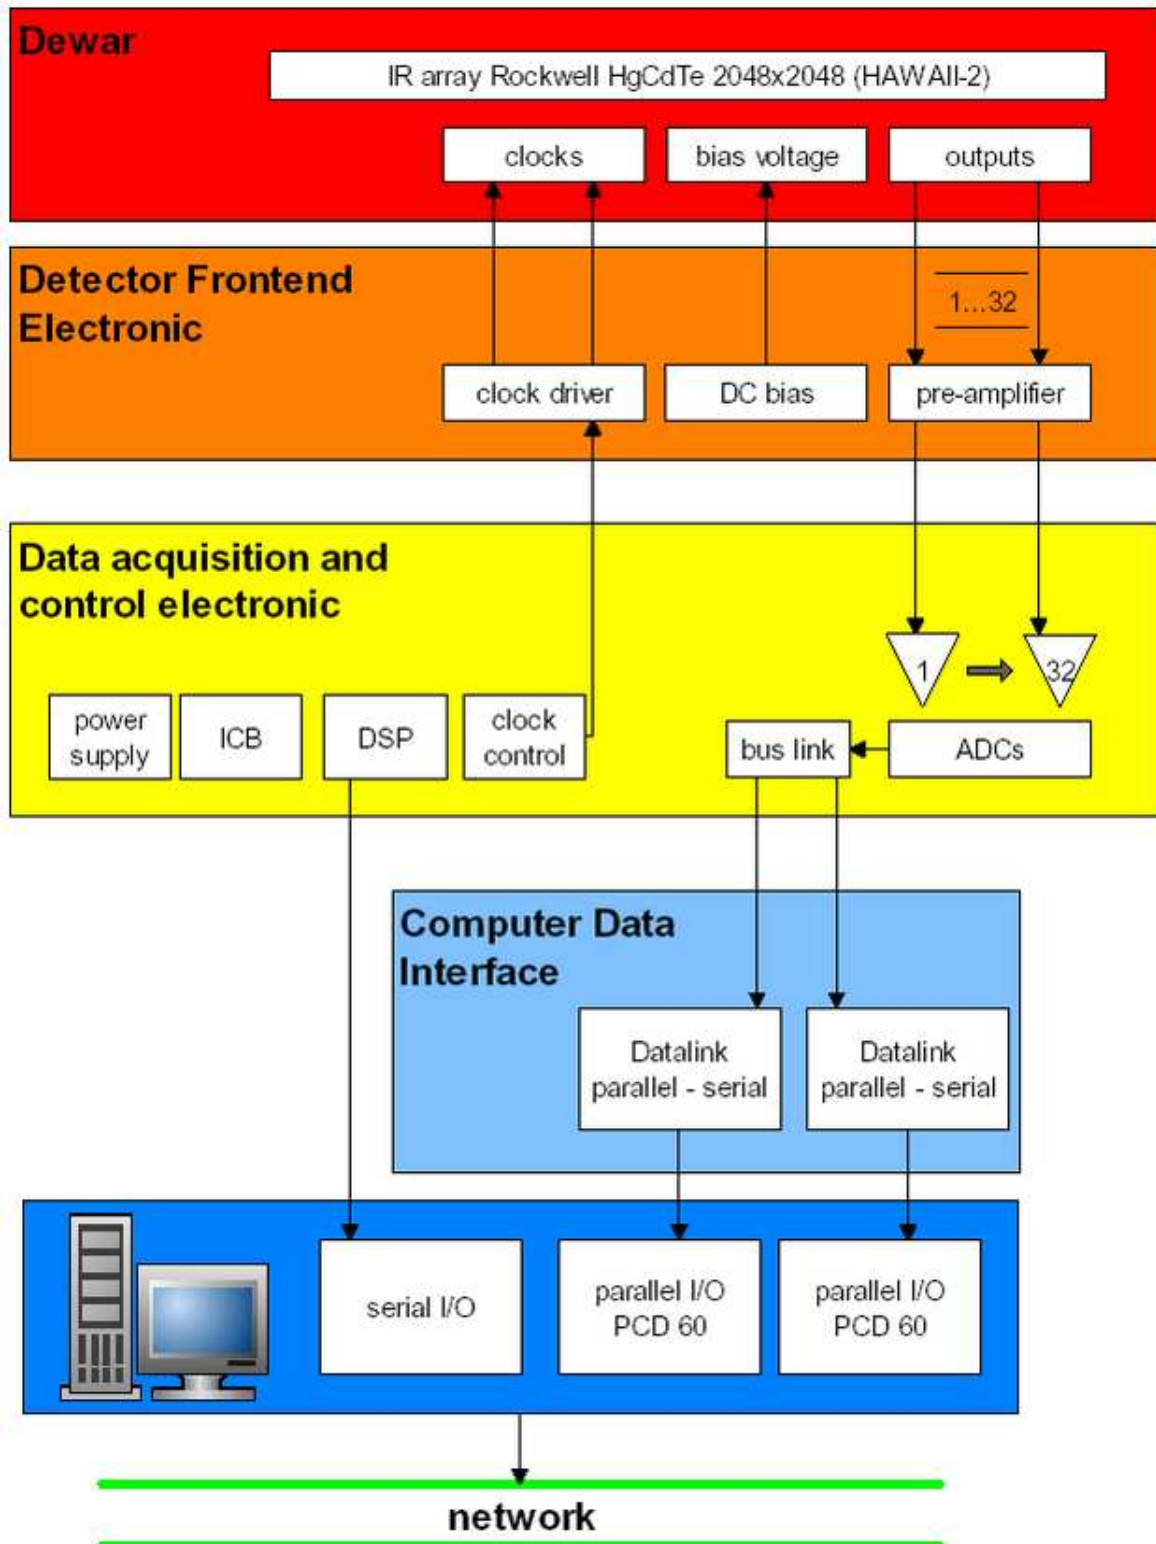 Dewar
IR array Rockwell HgCdTe 2048x2048 (HAWAII-2)
clocks
bias voltage
outputs
Detector Frontend
Electronic
1...32
clock driver
DC bias
pre-amplifier
Data acquisition and
control electronic
1
32
power
supply
ICB
DSP
clock
control
bus link
ADCs
Computer Data
Interface
Datalink
parallel - serial
Datalink
parallel - serial
serial I/O
parallel I/O
PCD 60
parallel I/O
PCD 60
network